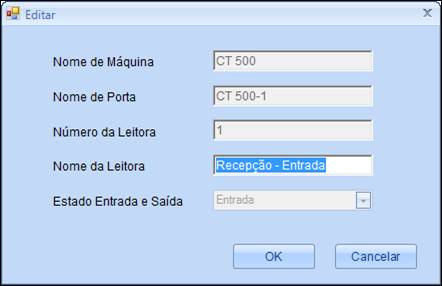 Editar
Nome de Máquina CT 500
Nome de Porta CT 500-1
Número da Leitora 1
Nome da Leitora Recepção - Entrada
Estado Entrada e Saída Entrada
OK Cancelar